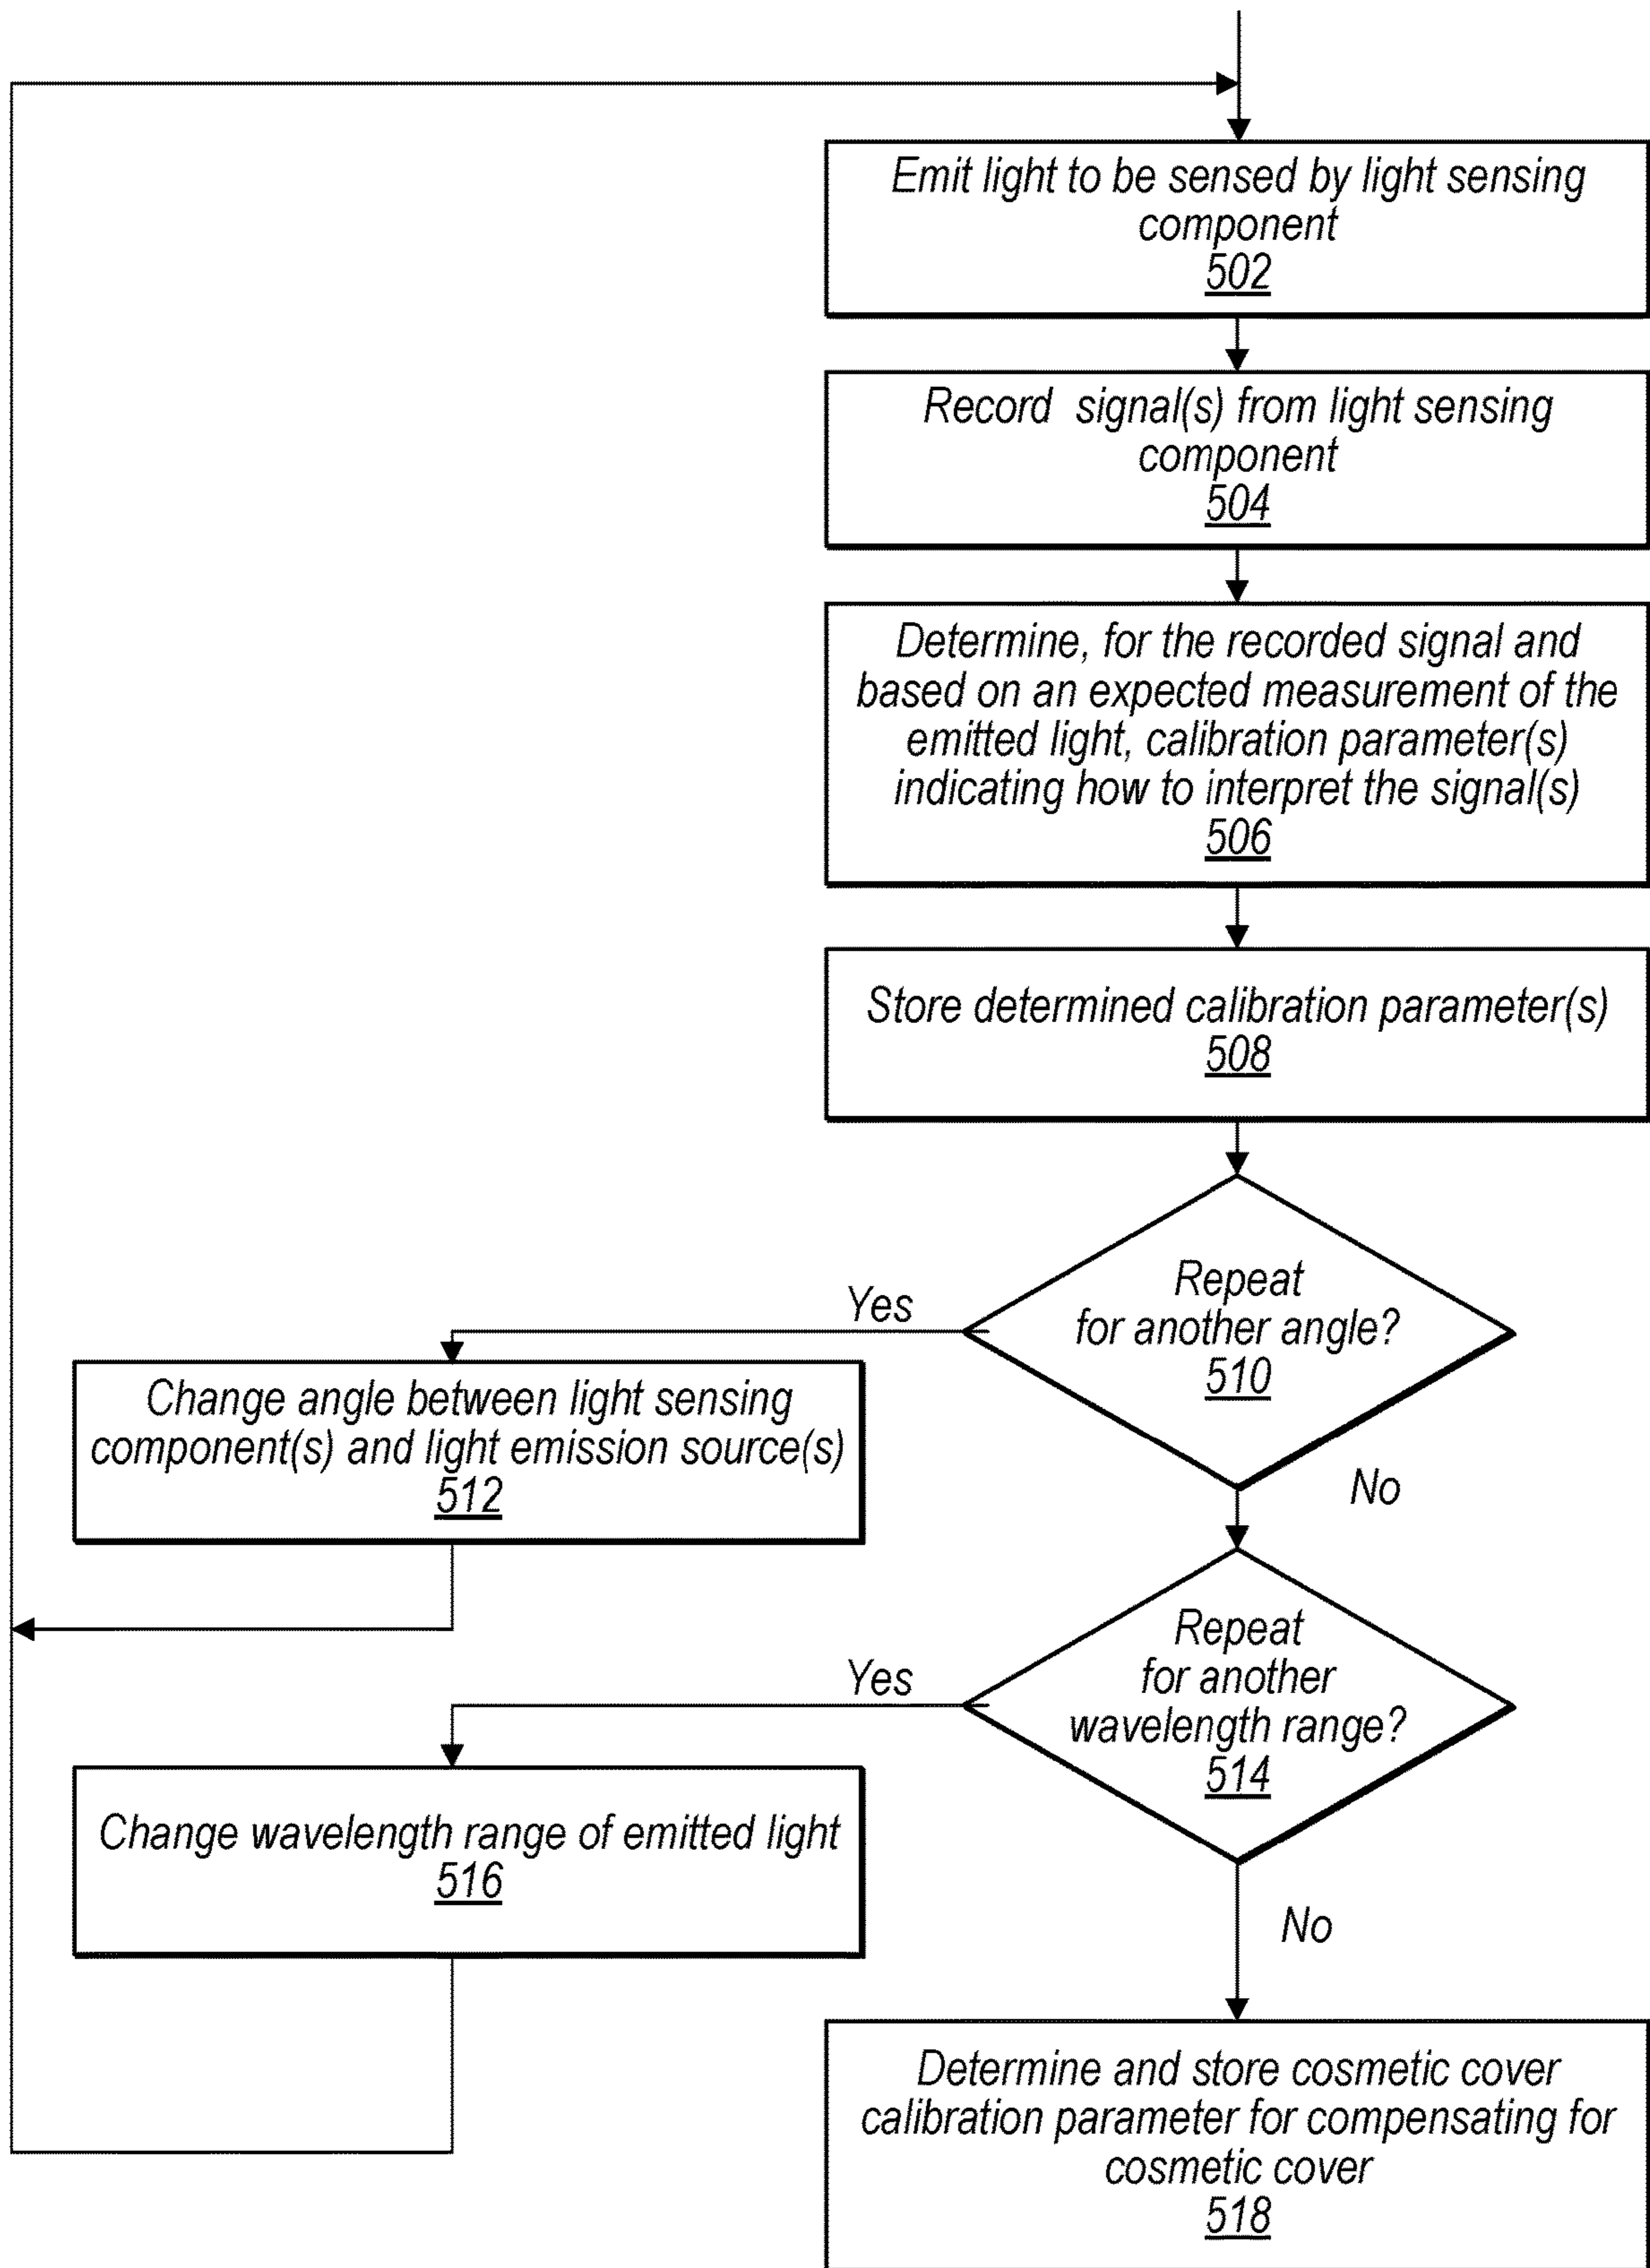 Emit light to be sensed by light sensing
component
502
Record signal(s) from light sensing
component
504
Determine, for the recorded signal and
based on an expected measurement of the
emitted light, calibration parameter(s)
indicating how to interpret the signal(s)
506
Store determined calibration parameter(s)
508
Repeat
for another angle?
510
Yes
No
Change angle between light sensing
component(s) and light emission source(s)
512
Repeat
for another
wavelength range?
514
Yes
No
Change wavelength range of emitted light
516
Determine and store cosmetic cover
calibration parameter for compensating for
cosmetic cover
518